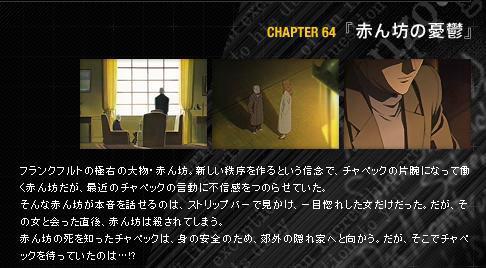 CHAPTER 64『赤ん坊の憂鬱』
フランクフルトの極右の大物・赤ん坊。新しい秩序を作るという信念で、チャペックの片腕になって働
く赤ん坊だが、最近のチャペックの言動に不信感をつのらせていた。
そんな赤ん坊が本音を話せるのは、ストリップバーで見かけ、一目惚れした女だけだった。だが、そ
の女と会った直後、赤ん坊は殺されてしまう。
赤ん坊の死を知ったチャペックは、身の安全のため、郊外の隠れ家へと向かう。だが、そこでチャペ
ックを待っていたのは…!?